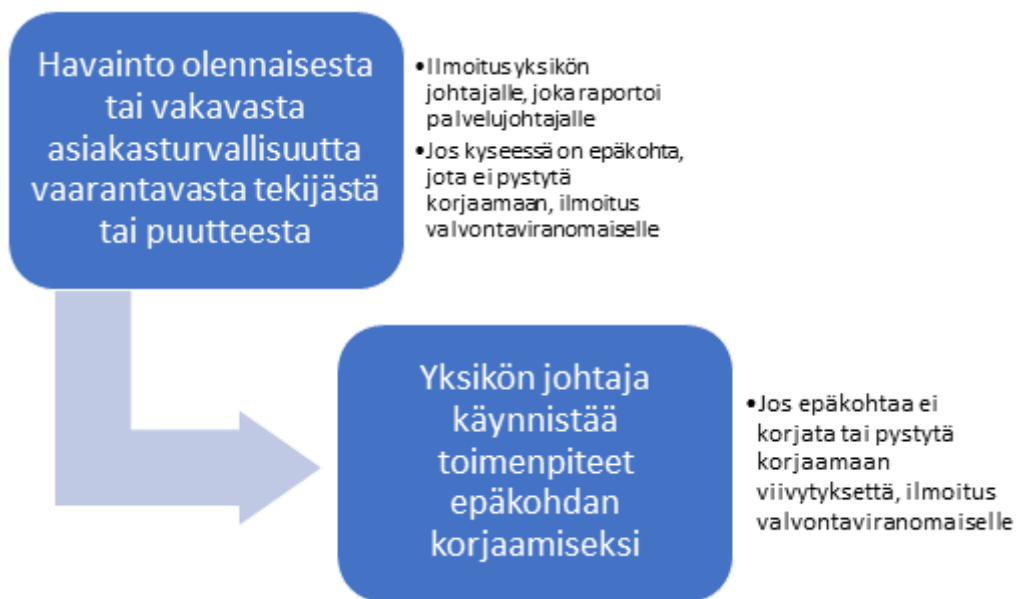 Havainto olennaisesta
tai vakavasta
asiakasturvallisuutta
vaarantavasta tekijästä
tai puutteesta
•Ilmoitus yksikön
johtajalle, joka raportoi
palvelujohtajalle
•Jos kyseessä on epäkohta,
jota ei pystytä
korjaamaan, ilmoitus
valvontaviranomaiselle
Yksikön johtaja
käynnistää
toimenpiteet
epäkohdan
korjaamiseksi
•Jos epäkohtaa ei
korjata tai pystytä
korjaamaan
viivytyksettä, ilmoitus
valvontaviranomaiselle